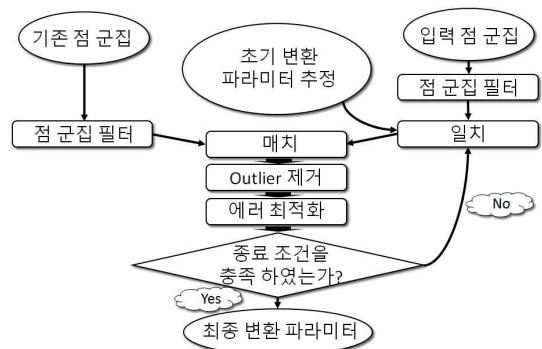 기존 점 군집
초기 변환
파라미터 추정
입력 점 군집
점 군집 필터
점 군집 필터
매치
일치
Outlier 제거
에러 최적화
No
종료 조건을
충족 하였는가?
Yes
최종 변환 파라미터